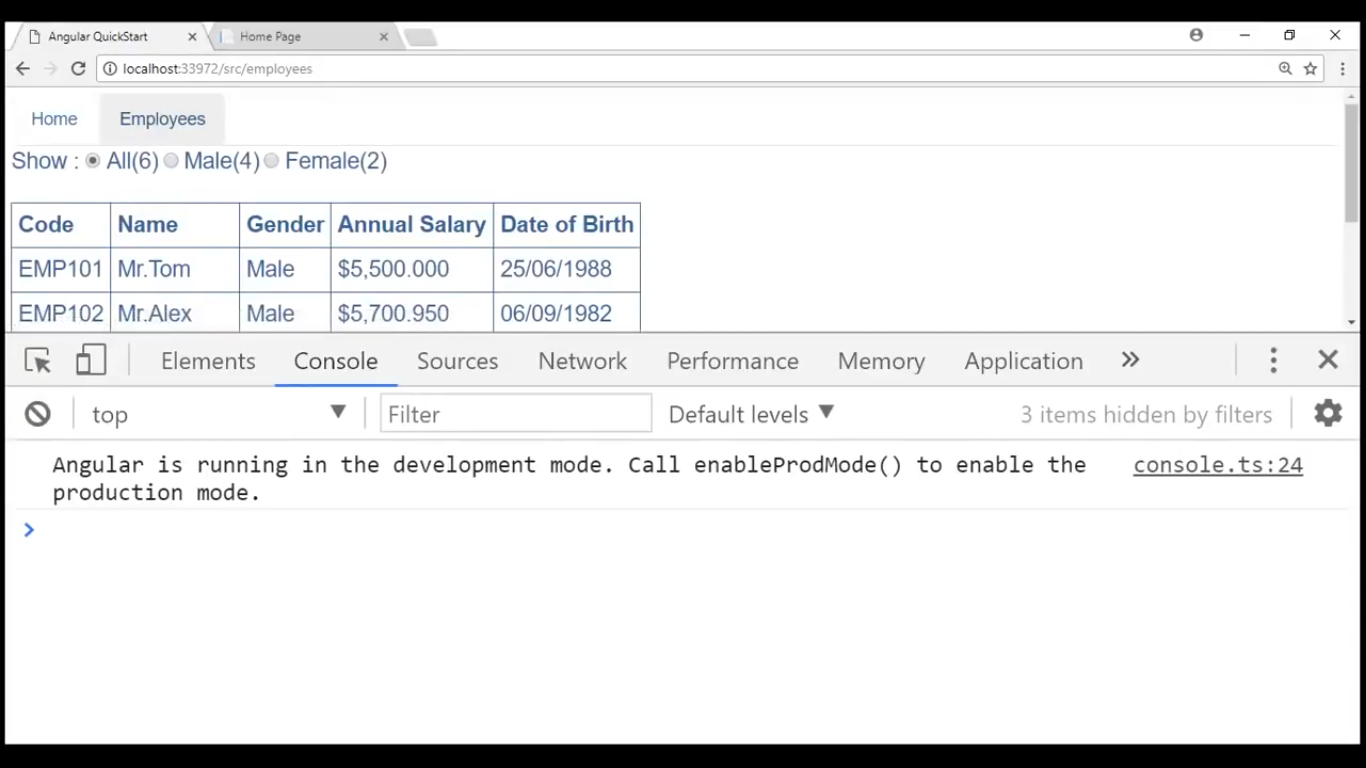 Angular QuickStart
Home Page
localhost:33972/src/employees
Home Employees
Show : All(6) Male(4) Female(2)
Code Name Gender Annual Salary Date of Birth
EMP101 Mr.Tom Male $5,500.000 25/06/1988
EMP102 Mr.Alex Male $5,700.950 06/09/1982
Elements Console Sources Network Performance Memory Application
top Filter Default levels 3 items hidden by filters
Angular is running in the development mode. Call enableProdMode() to enable the console.ts:24
production mode.